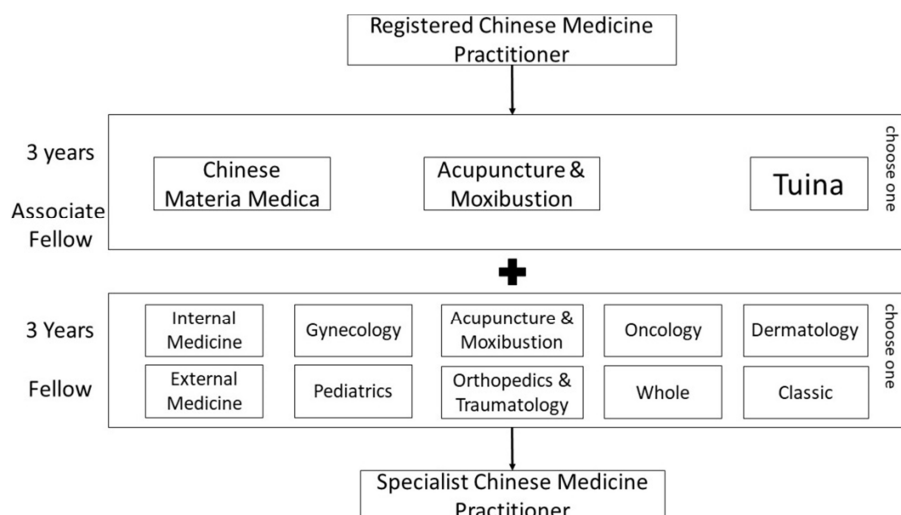 Registered Chinese Medicine
Practitioner
3 years
Associate
Fellow
Chinese
Materia Medica
Acupuncture &
Moxibustion
Tuina
choose one
3 Years
Fellow
Internal
Medicine
Gynecology
Acupuncture &
Moxibustion
Oncology
Dermatology
External
Medicine
Pediatrics
Orthopedics &
Traumatology
Whole
Classic
choose one
Specialist Chinese Medicine
Practitioner